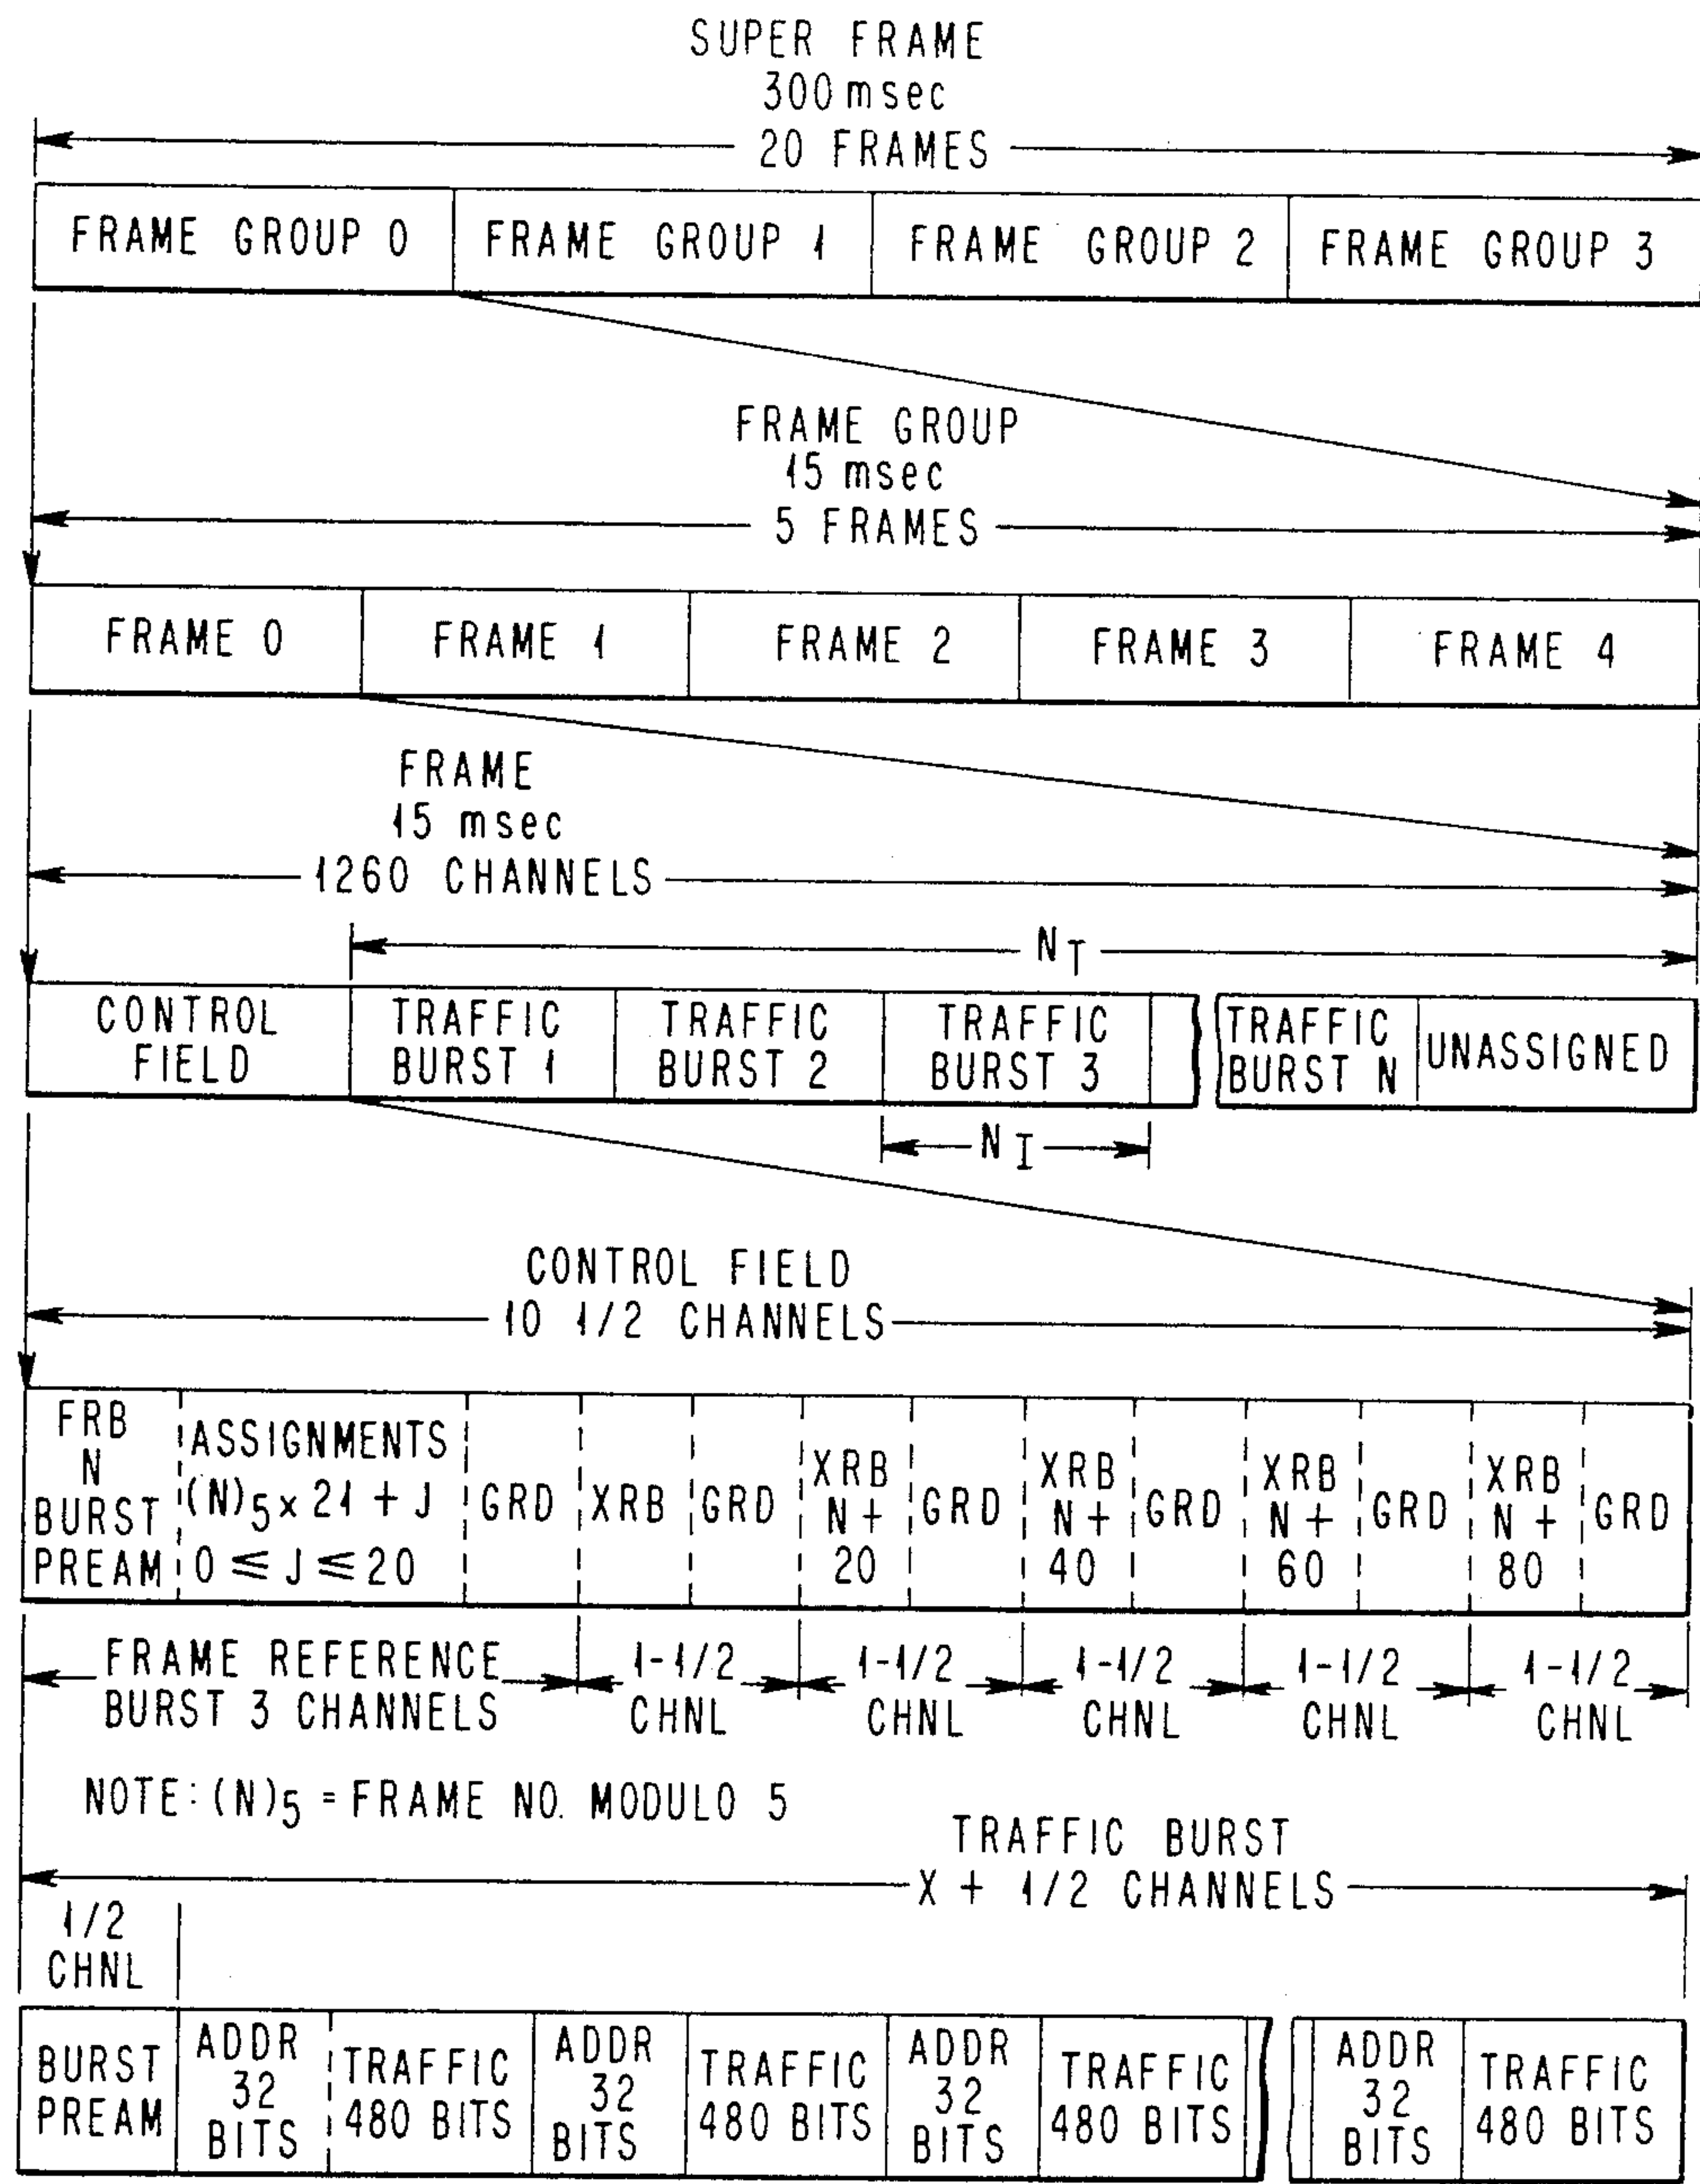 SUPER FRAME
300 msec
20 FRAMES
FRAME GROUP 0 FRAME GROUP 1 FRAME GROUP 2 FRAME GROUP 3
FRAME GROUP
15 msec
5 FRAMES
FRAME 0 FRAME 1 FRAME 2 FRAME 3 FRAME 4
FRAME
15 msec
1260 CHANNELS
NT
CONTROL FIELD TRAFFIC BURST 1 TRAFFIC BURST 2 TRAFFIC BURST 3 TRAFFIC BURST N UNASSIGNED
NI
CONTROL FIELD
10 1/2 CHANNELS
FRB N BURST PREAM ASSIGNMENTS (N)5 x 21 + J 0 ≤ J ≤ 20 GRD XRB GRD XRB N + 20 GRD XRB N + 40 GRD XRB N + 60 GRD XRB N + 80 GRD
FRAME REFERENCE BURST 3 CHANNELS 1-1/2 CHNL 1-1/2 CHNL 1-1/2 CHNL 1-1/2 CHNL 1-1/2 CHNL
NOTE: (N)5 = FRAME NO. MODULO 5
TRAFFIC BURST
X + 1/2 CHANNELS
1/2
CHNL
BURST PREAM ADDR 32 BITS TRAFFIC 480 BITS ADDR 32 BITS TRAFFIC 480 BITS ADDR 32 BITS TRAFFIC 480 BITS ADDR 32 BITS TRAFFIC 480 BITS